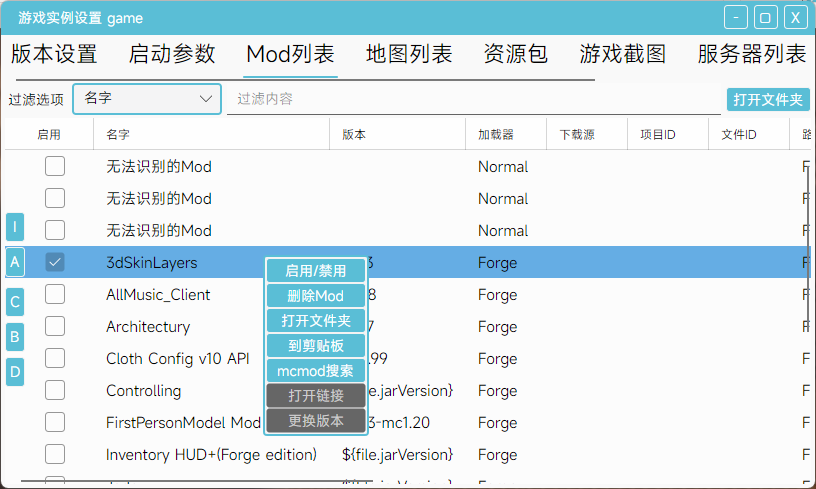 游戏实例设置 game
- X
版本设置 启动参数 Mod列表 地图列表 资源包 游戏截图 服务器列表
过滤选项 名字 过滤内容 打开文件夹
启用 名字 版本 加载器 下载源 项目ID 文件ID
无法识别的Mod Normal
无法识别的Mod Normal
I 无法识别的Mod Normal
A 3dSkinLayers 3 Forge
启用/禁用
C AllMusic_Client 8 Forge
删除Mod
B Architectury 7 Forge
打开文件夹
D Cloth Config v10 API .99 Forge
到剪贴板
mcmod搜索
Controlling e.jarVersion} Forge
打开链接
FirstPersonModel Mod 3-mc1.20 Forge
更换版本
Inventory HUD+(Forge edition) ${file.jarVersion} Forge